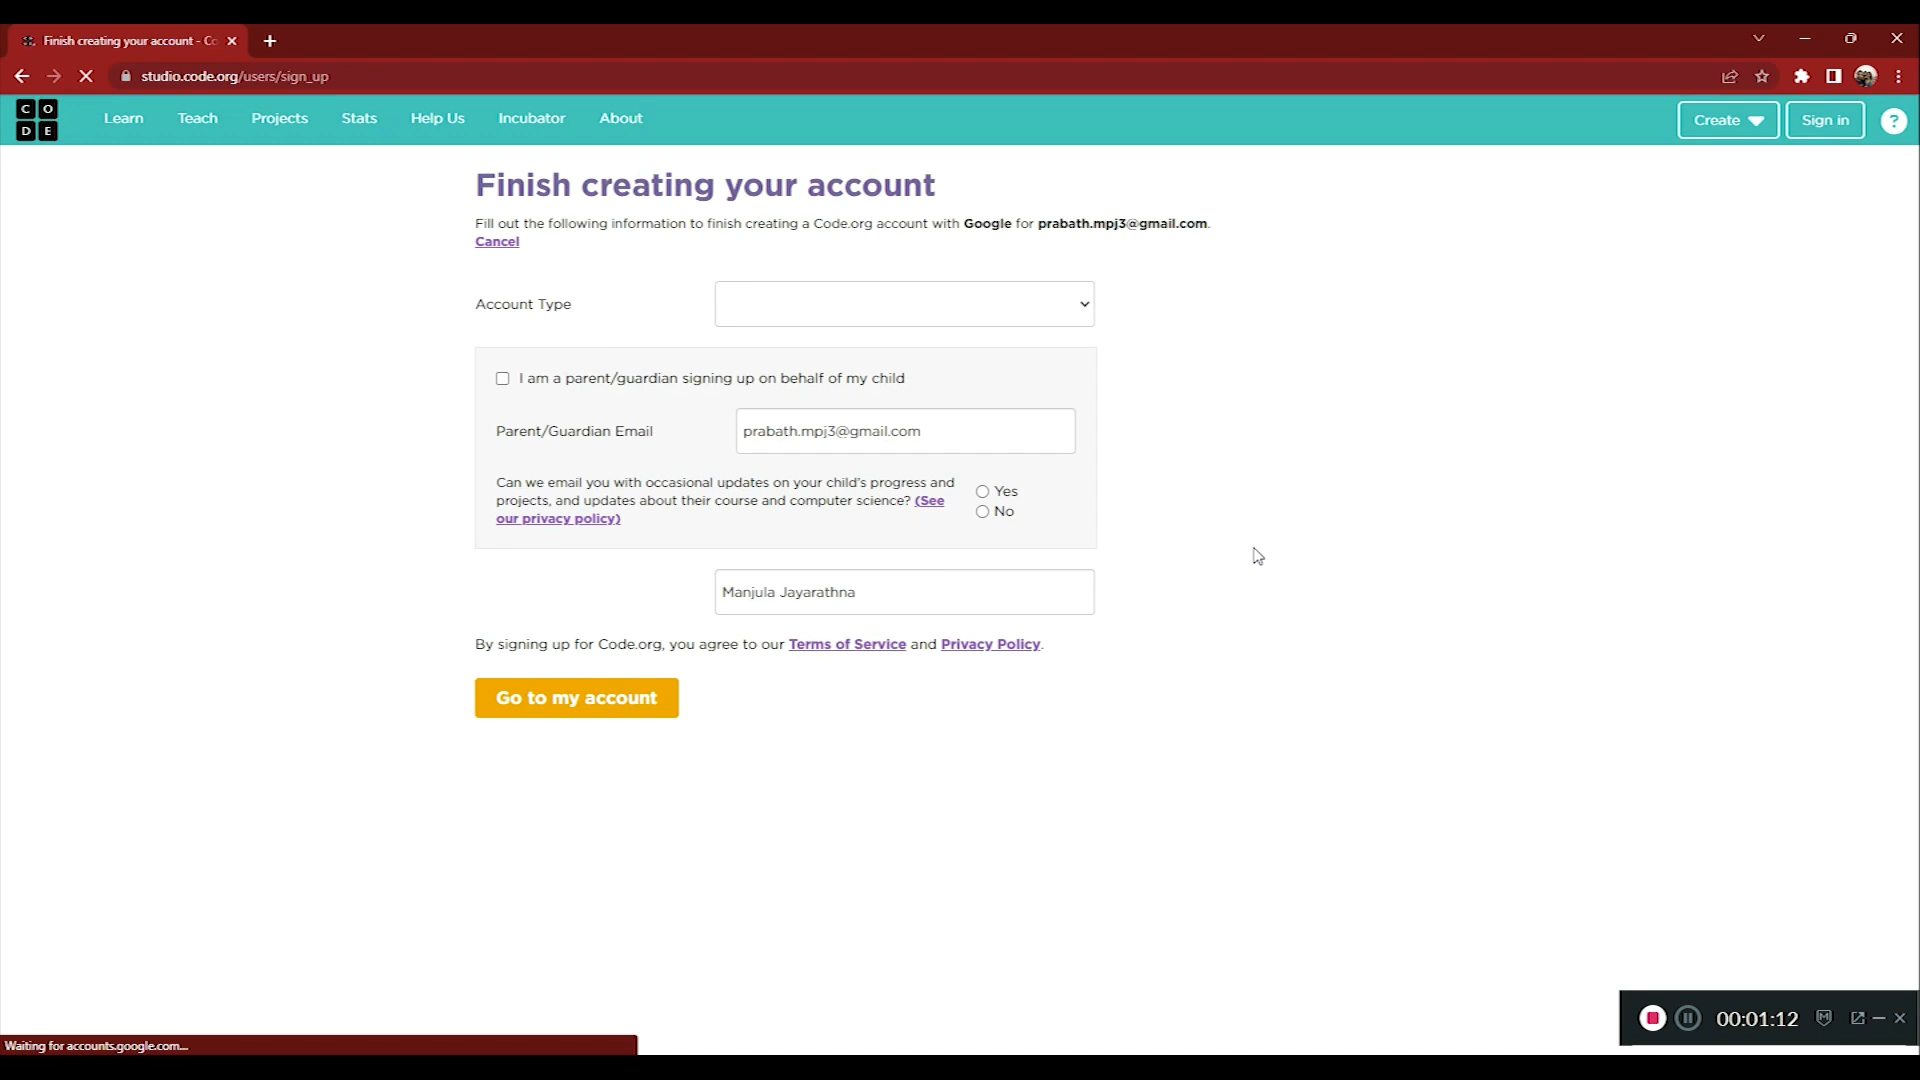 Finish creating your account - Co
studio.code.org/users/sign_up
C O
D E
Learn Teach Projects Stats Help Us Incubator About Create Sign in ?
Finish creating your account
Fill out the following information to finish creating a Code.org account with Google for prabath.mpj3@gmail.com.
Cancel
Account Type
I am a parent/guardian signing up on behalf of my child
Parent/Guardian Email prabath.mpj3@gmail.com
Can we email you with occasional updates on your child's progress and
projects, and updates about their course and computer science? (See
our privacy policy)
Yes
No
Manjula Jayarathna
By signing up for Code.org, you agree to our Terms of Service and Privacy Policy.
Go to my account
00:01:12
Waiting for accounts.google.com...